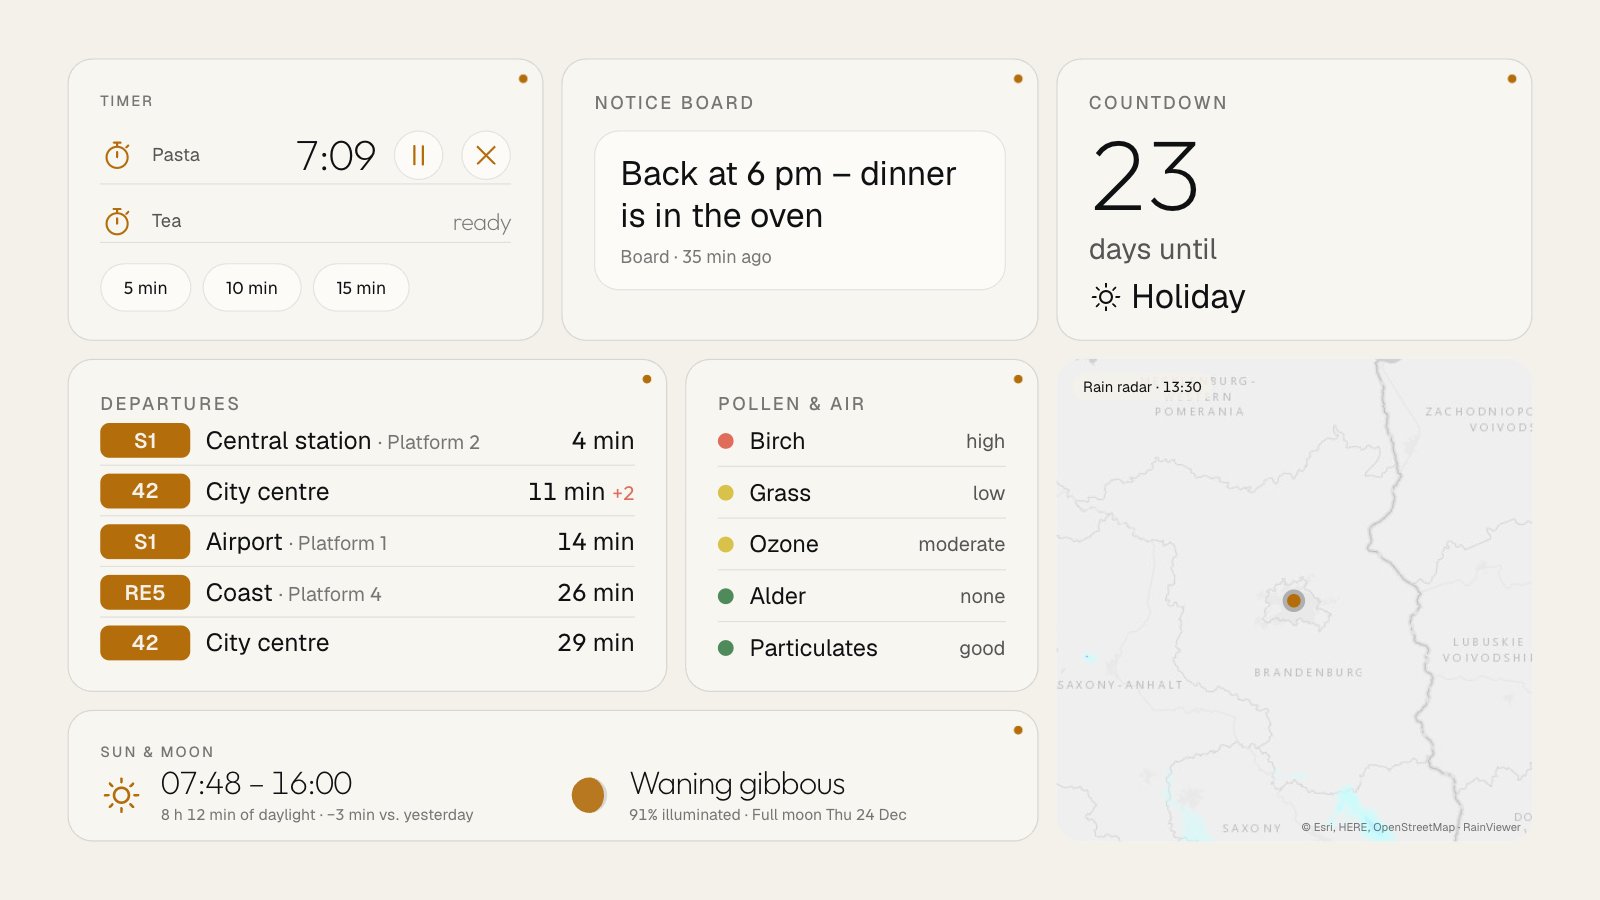 TIMER
Pasta 7:09
Tea ready
5 min 10 min 15 min
NOTICE BOARD
Back at 6 pm – dinner
is in the oven
Board · 35 min ago
COUNTDOWN
23
days until
Holiday
DEPARTURES
S1 Central station · Platform 2 4 min
42 City centre 11 min +2
S1 Airport · Platform 1 14 min
RE5 Coast · Platform 4 26 min
42 City centre 29 min
POLLEN & AIR
Birch high
Grass low
Ozone moderate
Alder none
Particulates good
Rain radar · 13:30
POMERANIA
BRANDENBURG
SAXONY-ANHALT
LUBUSKIE
SAXONY
© Esri, HERE, OpenStreetMap · RainViewer
SUN & MOON
07:48 – 16:00
8 h 12 min of daylight · −3 min vs. yesterday
Waning gibbous
91% illuminated · Full moon Thu 24 Dec